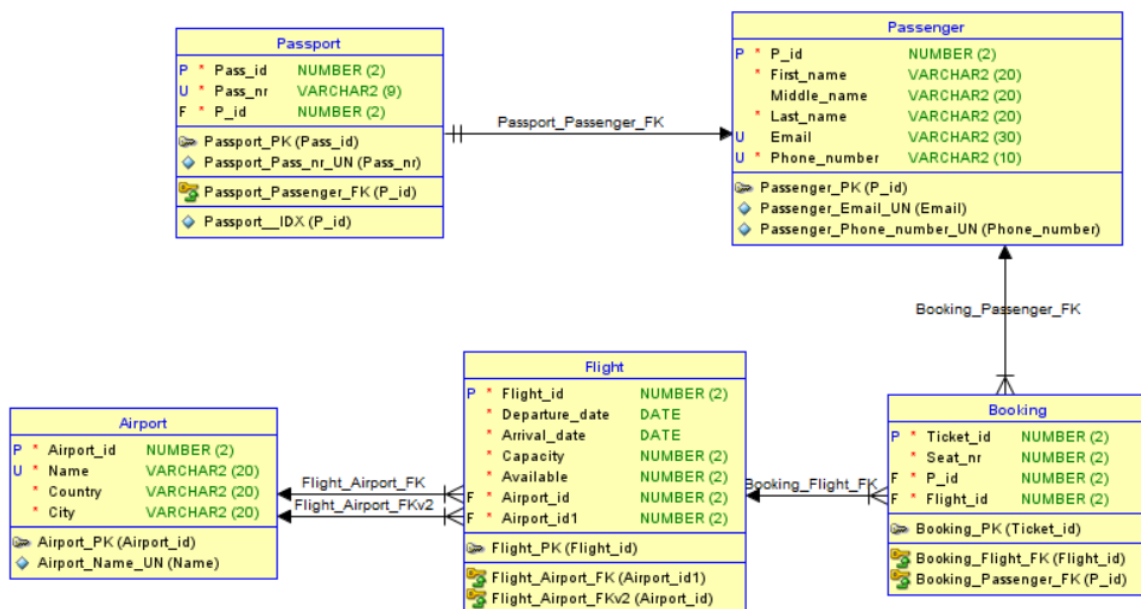 Passport
P * Pass_id NUMBER (2)
U * Pass_nr VARCHAR2 (9)
F * P_id NUMBER (2)
Passport_PK (Pass_id)
Passport_Pass_nr_UN (Pass_nr)
Passport_Passenger_FK (P_id)
Passport__IDX (P_id)
Passport_Passenger_FK
Passenger
P * P_id NUMBER (2)
* First_name VARCHAR2 (20)
Middle_name VARCHAR2 (20)
* Last_name VARCHAR2 (20)
U Email VARCHAR2 (30)
U * Phone_number VARCHAR2 (10)
Passenger_PK (P_id)
Passenger_Email_UN (Email)
Passenger_Phone_number_UN (Phone_number)
Booking_Passenger_FK
Airport
P * Airport_id NUMBER (2)
U * Name VARCHAR2 (20)
* Country VARCHAR2 (20)
* City VARCHAR2 (20)
Airport_PK (Airport_id)
Airport_Name_UN (Name)
Flight_Airport_FK
Flight_Airport_FKv2
Flight
P * Flight_id NUMBER (2)
* Departure_date DATE
* Arrival_date DATE
* Capacity NUMBER (2)
* Available NUMBER (2)
F * Airport_id NUMBER (2)
F * Airport_id1 NUMBER (2)
Flight_PK (Flight_id)
Flight_Airport_FK (Airport_id1)
Flight_Airport_FKv2 (Airport_id)
Booking_Flight_FK
Booking
P * Ticket_id NUMBER (2)
* Seat_nr NUMBER (2)
F * P_id NUMBER (2)
F * Flight_id NUMBER (2)
Booking_PK (Ticket_id)
Booking_Flight_FK (Flight_id)
Booking_Passenger_FK (P_id)